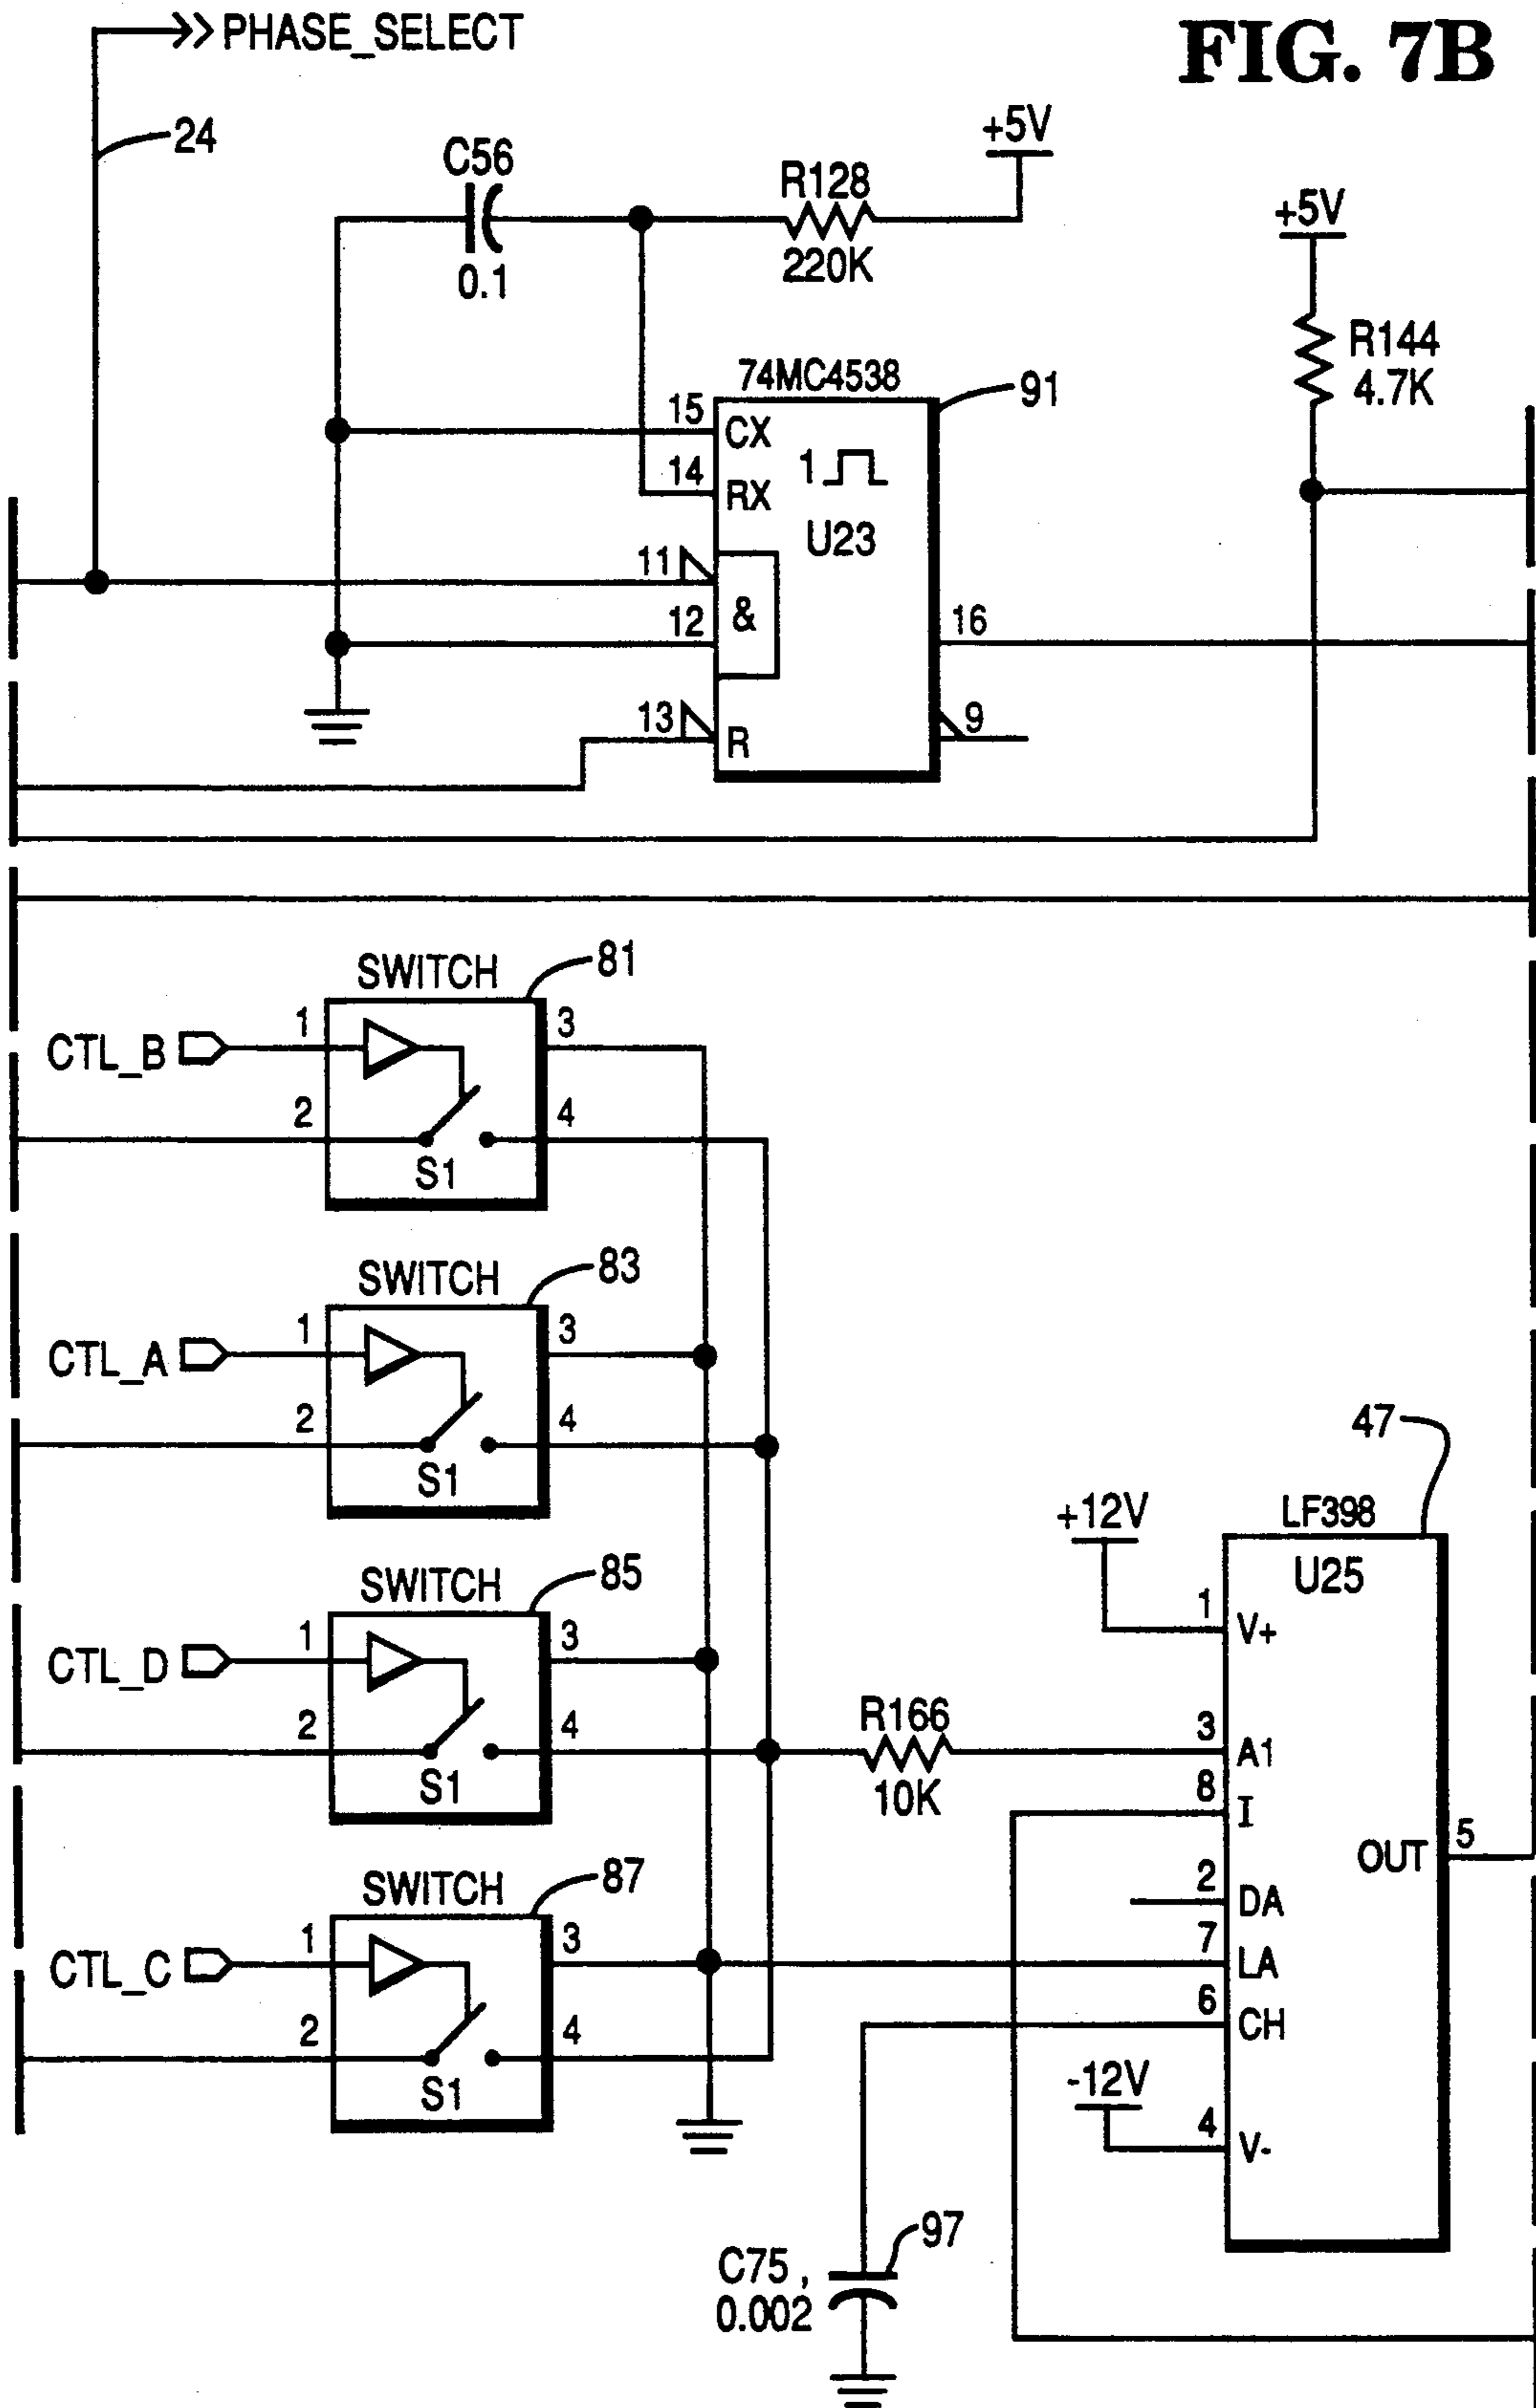 PHASE_SELECT
FIG. 7B
24
C56
0.1
R128
220K
+5V
+5V
R144
4.7K
74MC4538
91
15
CX
14
RX
1
U23
11
&
12
16
13
R
9
SWITCH
81
CTL_B
1
3
2
4
S1
SWITCH
83
CTL_A
1
3
2
4
S1
SWITCH
85
CTL_D
1
3
2
4
S1
SWITCH
87
CTL_C
1
3
2
4
S1
47
+12V
LF398
U25
1
V+
R166
10K
3
A1
8
I
OUT
5
2
DA
7
LA
6
CH
-12V
4
V-
97
C75,
0.002